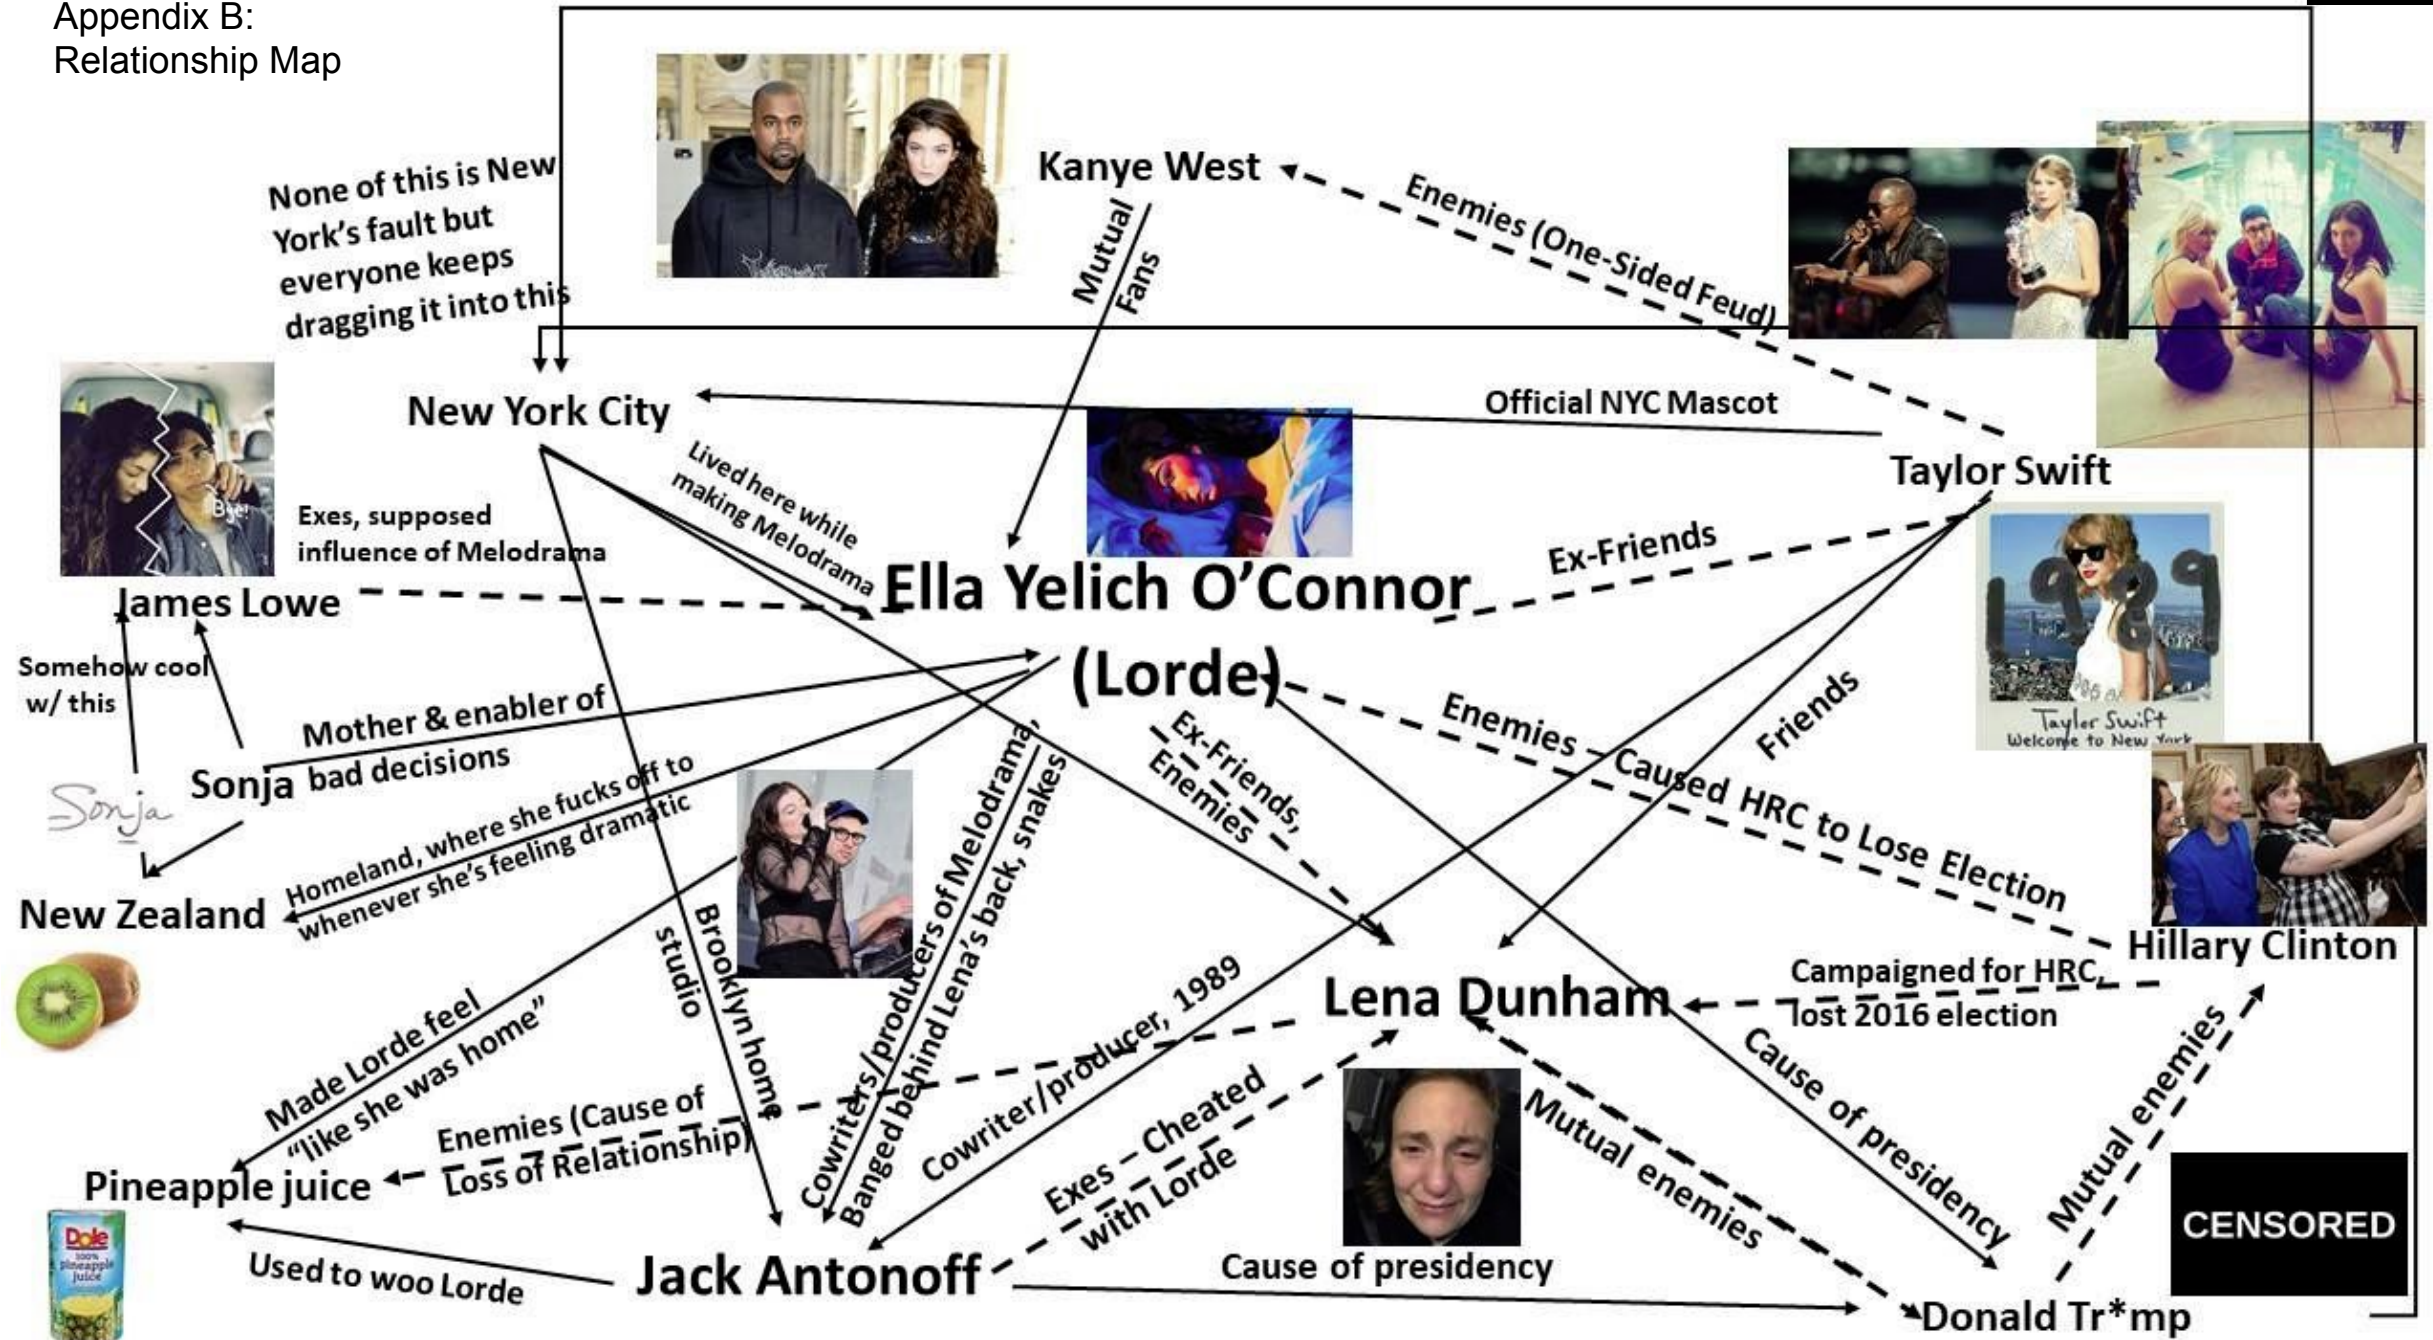 Appendix B:
Relationship Map
None of this is New
York's fault but
everyone keeps
dragging it into this
Kanye West
Mutual
Fans
Enemies (One-Sided Feud)
New York City
Official NYC Mascot
Taylor Swift
Lived here while
making Melodrama
Bye!
Exes, supposed
influence of Melodrama
James Lowe
Ella Yelich O'Connor
(Lorde)
Ex-Friends
1989
Taylor Swift
Welcome to New York
Somehow cool
w/ this
Mother & enabler of
bad decisions
Sonja
Sonja
Homeland, where she fucks off to
whenever she's feeling dramatic
New Zealand
Ex-Friends,
Enemies
Enemies – Caused HRC to Lose Election
Friends
Hillary Clinton
Campaigned for HRC,
lost 2016 election
Lena Dunham
Brooklyn home
studio
Cowriters/producers of Melodrama,
Banged behind Lena's back, snakes
Cowriter/producer, 1989
Made Lorde feel
"like she was home"
Enemies (Cause of
Loss of Relationship)
Pineapple juice
Dole
100%
pineapple
juice
Used to woo Lorde
Jack Antonoff
Exes – Cheated
with Lorde
Cause of presidency
Mutual enemies
Cause of presidency
Mutual enemies
CENSORED
Donald Tr*mp